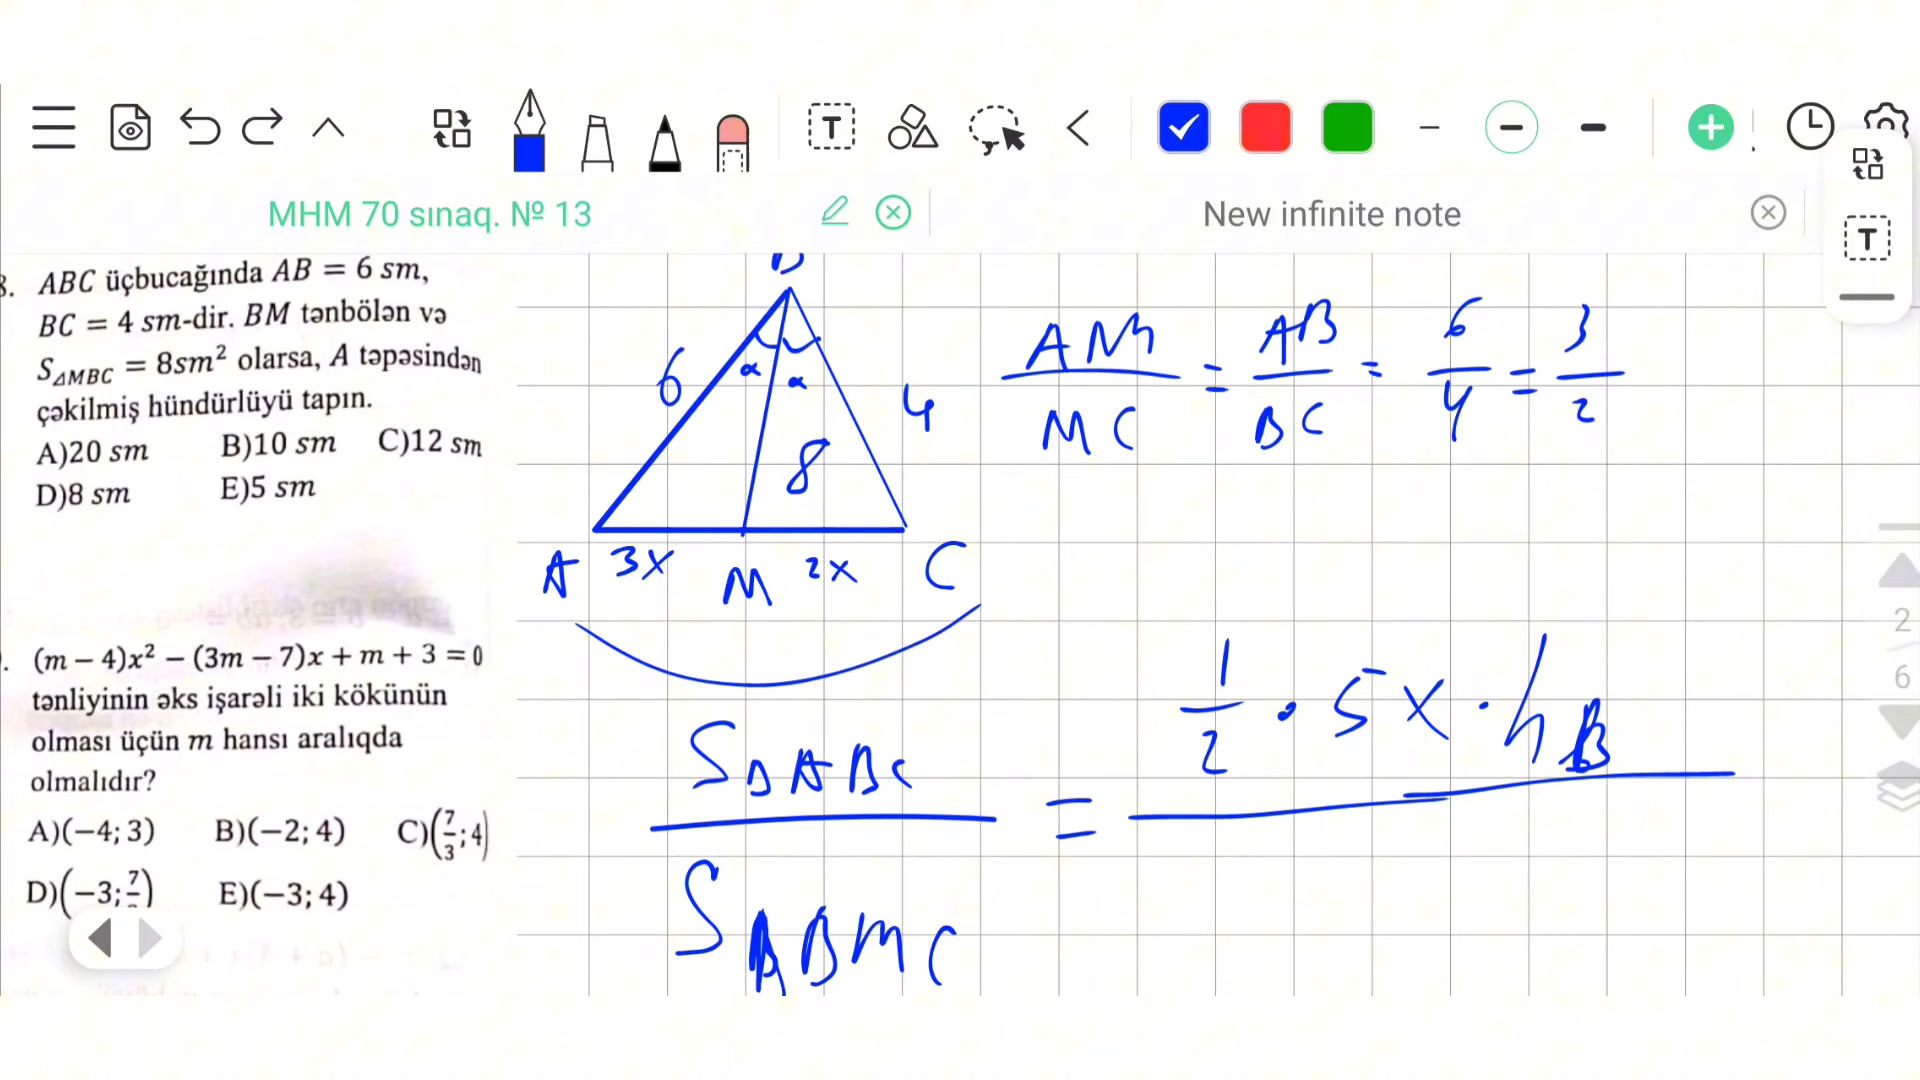 T
MHM 70 sınaq. № 13
New infinite note
T
ABC üçbucağında AB = 6 sm,
BC = 4 sm-dir. BM tənbölən və
S△MBC = 8sm² olarsa, A təpəsindən
çəkilmiş hündürlüyü tapın.
A)20 sm B)10 sm C)12 sm
D)8 sm E)5 sm
(m − 4)x² − (3m − 7)x + m + 3 = 0
tənliyinin əks işarəli iki kökünün
olması üçün m hansı aralıqda
olmalıdır?
A)(−4; 3) B)(−2; 4) C)(7/3; 4)
D)(−3; 7/ E)(−3; 4)
B
6 α α 4
8
A 3x M 2x C
AM/MC = AB/BC = 6/4 = 3/2
S△ABC/S△BMC = 1/2 · 5x · hB
2
6